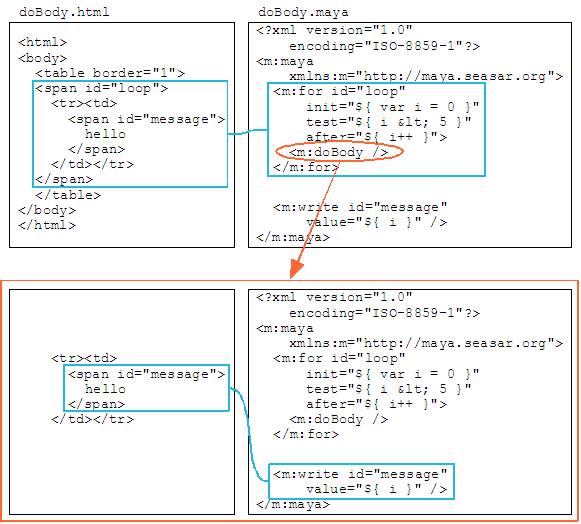 doBody.html
<html>
<body>
<table border="1">
<span id="loop">
<tr><td>
<span id="message">
hello
</span>
</td></tr>
</span>
</table>
</body>
</html>
doBody.maya
<?xml version="1.0"
encoding="ISO-8859-1"?>
<m:maya
xmlns:m="http://maya.seasar.org">
<m:for id="loop"
init="${ var i = 0 }"
test="${ i &lt; 5 }"
after="${ i++ }">
<m:doBody />
</m:for>
<m:write id="message"
value="${ i }" />
</m:maya>
<tr><td>
<span id="message">
hello
</span>
</td></tr>
<?xml version="1.0"
encoding="ISO-8859-1"?>
<m:maya
xmlns:m="http://maya.seasar.org">
<m:for id="loop"
init="${ var i = 0 }"
test="${ i &lt; 5 }"
after="${ i++ }">
<m:doBody />
</m:for>
<m:write id="message"
value="${ i }" />
</m:maya>